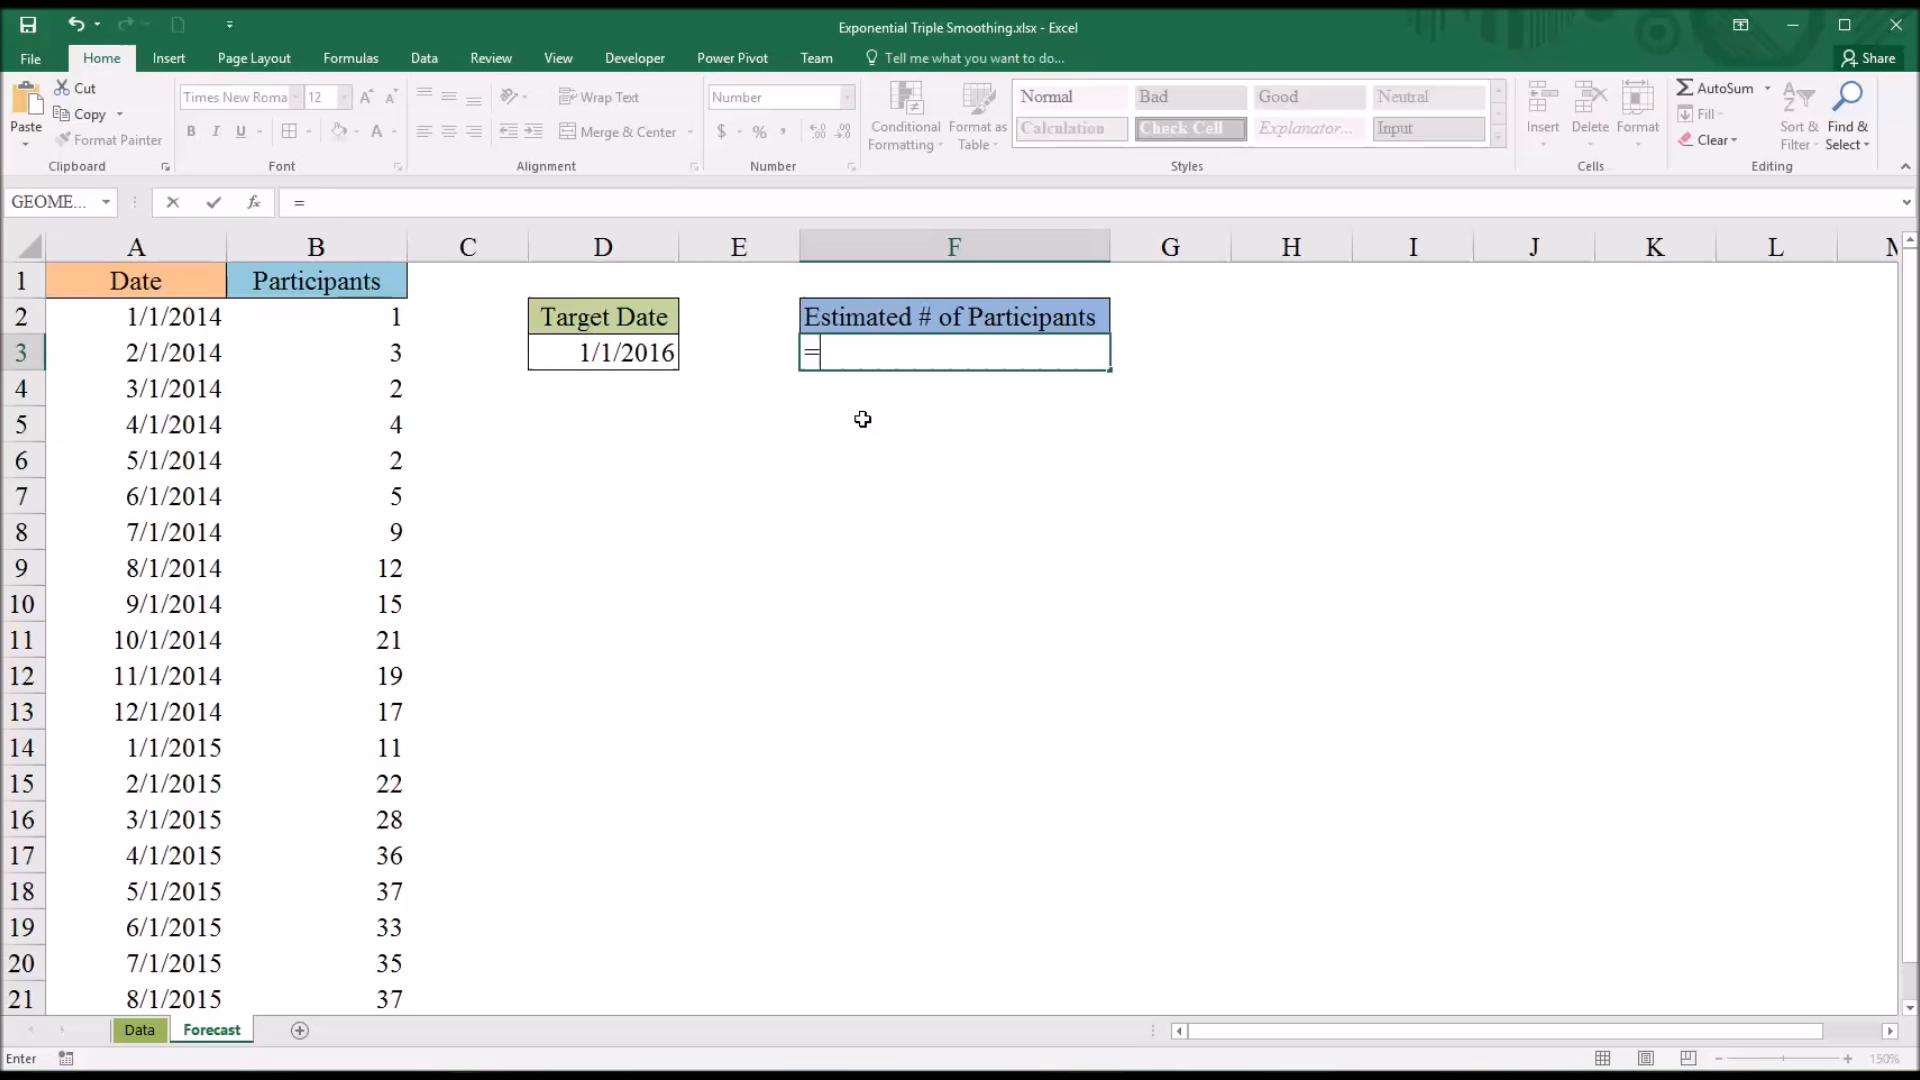 Exponential Triple Smoothing.xlsx - Excel
File Home Insert Page Layout Formulas Data Review View Developer Power Pivot Team Tell me what you want to do... Share
Paste Cut Copy Format Painter
Clipboard
Times New Roma 12
B I U A
Font
Wrap Text
Merge & Center
Alignment
Number
$ % ,
Number
Conditional Formatting
Format as Table
Normal Bad Good Neutral
Calculation Check Cell Explanator... Input
Styles
Insert Delete Format
Cells
AutoSum
Fill
Clear
Sort & Filter
Find & Select
Editing
GEOME... fx =
A B C D E F G H I J K L M
1 Date Participants
2 1/1/2014 1 Target Date Estimated # of Participants
3 2/1/2014 3 1/1/2016 =
4 3/1/2014 2
5 4/1/2014 4
6 5/1/2014 2
7 6/1/2014 5
8 7/1/2014 9
9 8/1/2014 12
10 9/1/2014 15
11 10/1/2014 21
12 11/1/2014 19
13 12/1/2014 17
14 1/1/2015 11
15 2/1/2015 22
16 3/1/2015 28
17 4/1/2015 36
18 5/1/2015 37
19 6/1/2015 33
20 7/1/2015 35
21 8/1/2015 37
Data Forecast
Enter 150%